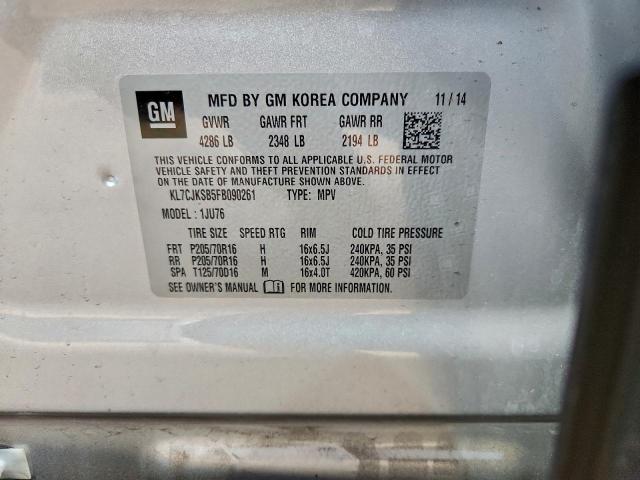 GM
MFD BY GM KOREA COMPANY 11 / 14
GVWR GAWR FRT GAWR RR
4286 LB 2348 LB 2194 LB
THIS VEHICLE CONFORMS TO ALL APPLICABLE U.S. FEDERAL MOTOR
VEHICLE SAFETY AND THEFT PREVENTION STANDARDS IN EFFECT ON
THE DATE OF MANUFACTURE SHOWN ABOVE.
KL7CJKSB5FB090261 TYPE: MPV
MODEL : 1JU76
TIRE SIZE SPEED RTG RIM COLD TIRE PRESSURE
FRT P205/70R16 H 16x6.5J 240KPA, 35 PSI
RR P205/70R16 H 16x6.5J 240KPA, 35 PSI
SPA T125/70D16 M 16x4.0T 420KPA, 60 PSI
SEE OWNER'S MANUAL FOR MORE INFORMATION.